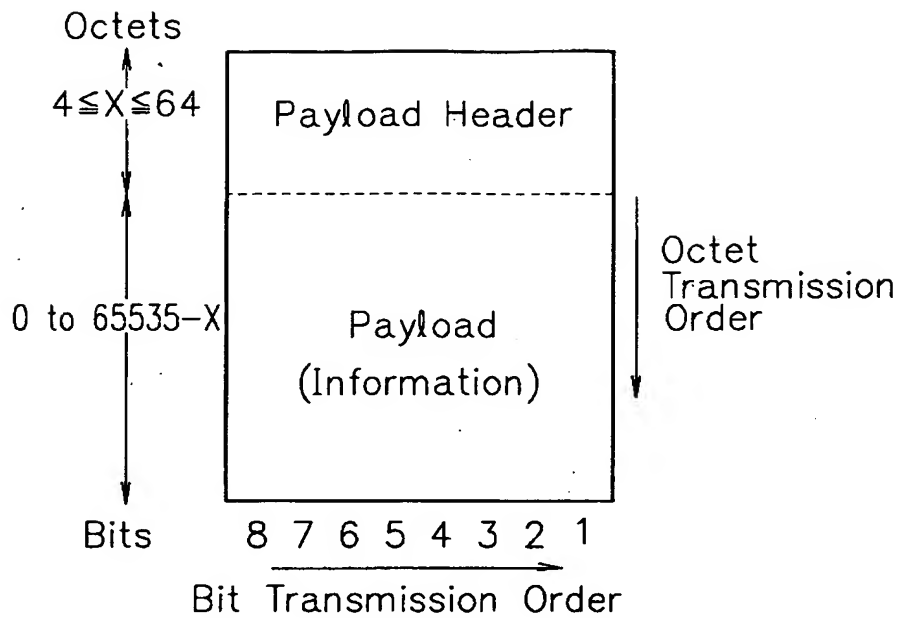 Octets
4≦X≦64
Payload Header
Octet
Transmission
Order
0 to 65535-X
Payload
(Information)
Bits
8 7 6 5 4 3 2 1
Bit Transmission Order